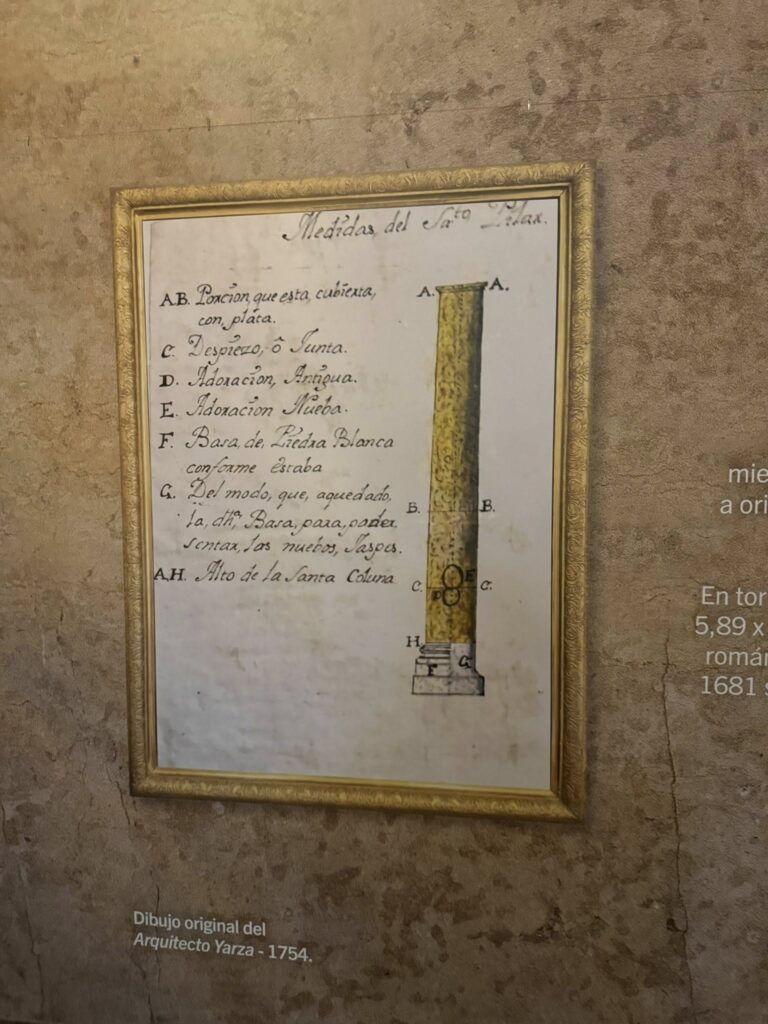 Medidas, del Sa.to Pilar.
A.B. Porcion, que esta, cubierta,
con, plata.
C. Despiezo, ô Junta.
D. Adoracion, Antigua.
E. Adoracion Nueba.
F. Basa, de, Piedra Blanca
conforme estaba
G. Del modo, que, aquedado,
la, dha, Basa, para, poder
sentar, los nuebos, Jaspes.
A.H. Alto de la Santa Coluna
A. A.
B. B.
E
C. C.
D
H
F G.
Dibujo original del
Arquitecto Yarza - 1754.
mie
a ori
En tor
5,89 x
román
1681 s